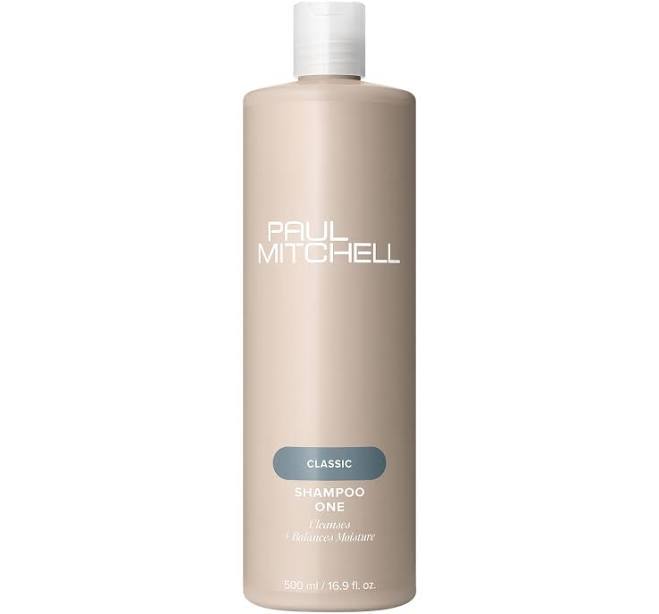 PAUL
MITCHELL
CLASSIC
SHAMPOO
ONE
Cleanses
+ Balances Moisture
500 ml / 16.9 fl. oz.